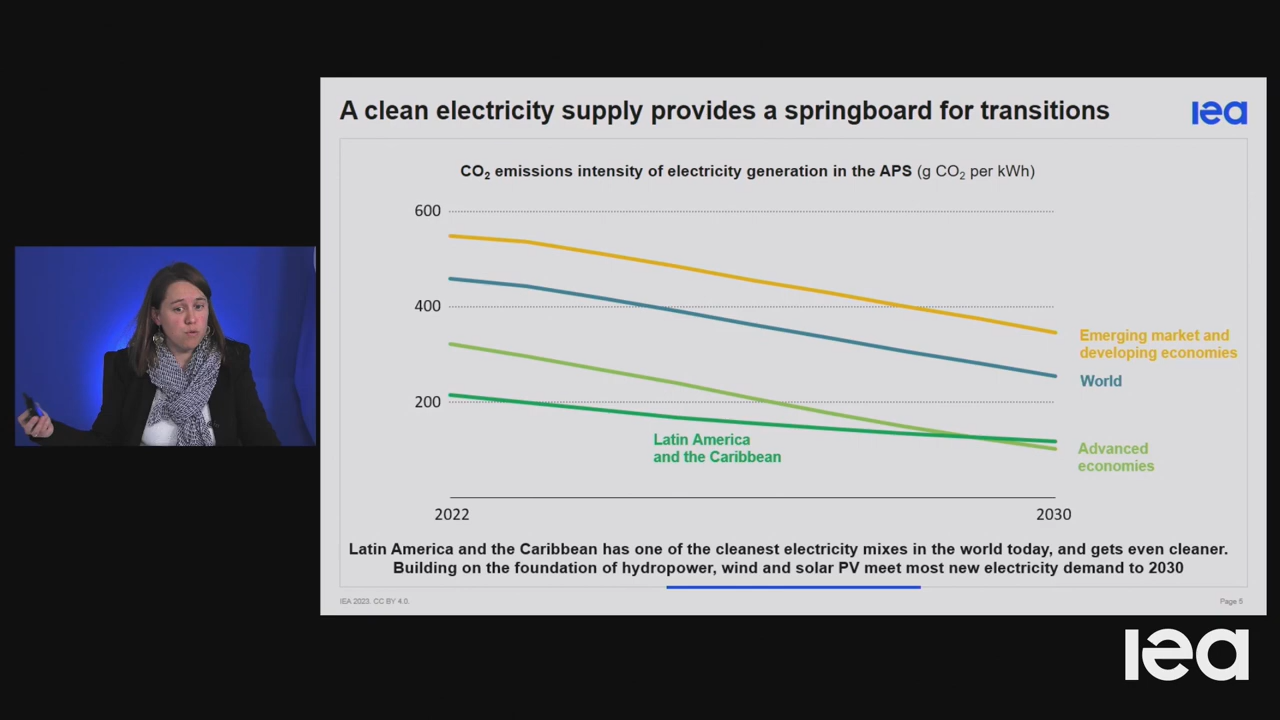 A clean electricity supply provides a springboard for transitions
iea
CO2 emissions intensity of electricity generation in the APS (g CO2 per kWh)
600
400
200
Emerging market and
developing economies
World
Latin America
and the Caribbean
Advanced
economies
2022
2030
Latin America and the Caribbean has one of the cleanest electricity mixes in the world today, and gets even cleaner.
Building on the foundation of hydropower, wind and solar PV meet most new electricity demand to 2030
IEA 2023. CC BY 4.0.
Page 5
iea